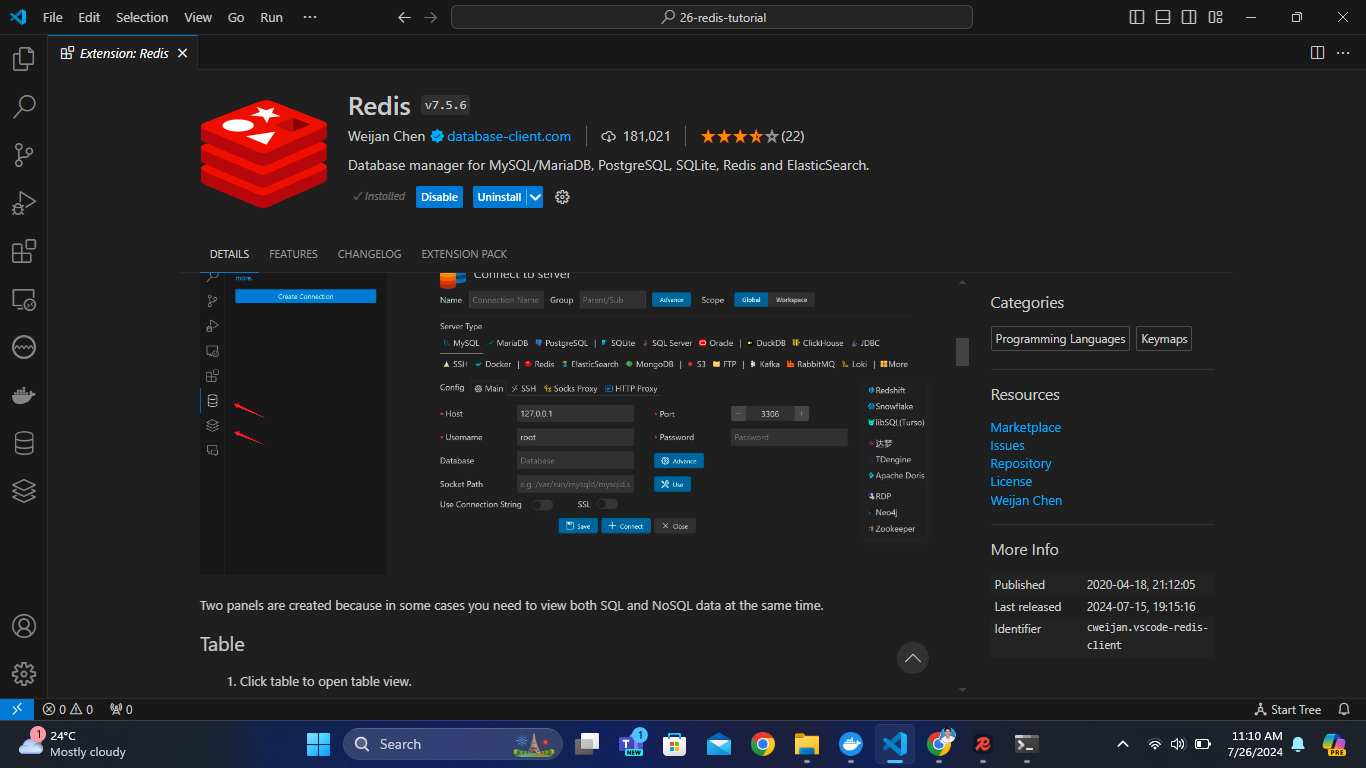 File Edit Selection View Go Run ···
26-redis-tutorial
Extension: Redis
Redis v7.5.6
Weijan Chen database-client.com 181,021 (22)
Database manager for MySQL/MariaDB, PostgreSQL, SQLite, Redis and ElasticSearch.
Installed Disable Uninstall
DETAILS FEATURES CHANGELOG EXTENSION PACK
more.
Create Connection
Connect to server
Name Connection Name Group Parent/Sub Advance Scope Global Workspace
Server Type
MySQL MariaDB PostgreSQL | SQLite SQL Server Oracle | DuckDB ClickHouse JDBC
SSH Docker | Redis ElasticSearch MongoDB | S3 FTP | Kafka RabbitMQ Loki | More
Config Main SSH Socks Proxy HTTP Proxy
* Host 127.0.0.1 * Port 3306
* Username root * Password Password
Database Database Advance
Socket Path e.g. /var/run/mysqld/mysqld.s Use
Use Connection String SSL
Save Connect Close
Redshift
Snowflake
libSQL(Turso)
达梦
TDengine
Apache Doris
RDP
Neo4j
Zookeeper
Two panels are created because in some cases you need to view both SQL and NoSQL data at the same time.
Table
1. Click table to open table view.
Categories
Programming Languages Keymaps
Resources
Marketplace
Issues
Repository
License
Weijan Chen
More Info
Published 2020-04-18, 21:12:05
Last released 2024-07-15, 19:15:16
Identifier cweijan.vscode-redis-
client
0 0 0 Start Tree
1 24°C
Mostly cloudy
Search
1
NEW
11:10 AM
7/26/2024
PRE